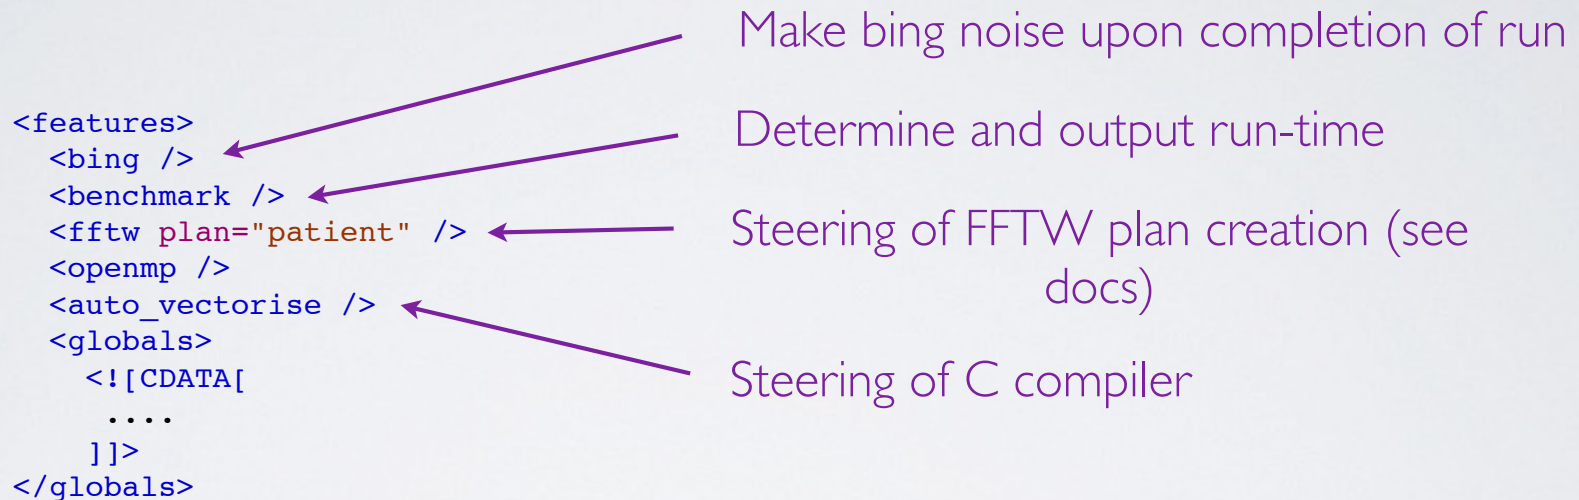 Make bing noise upon completion of run
<features>
<bing />
Determine and output run-time
<benchmark />
<fftw plan="patient" />
Steering of FFTW plan creation (see
docs)
<openmp />
<auto_vectorise />
<globals>
Steering of C compiler
<![CDATA[
....
]]>
</globals>